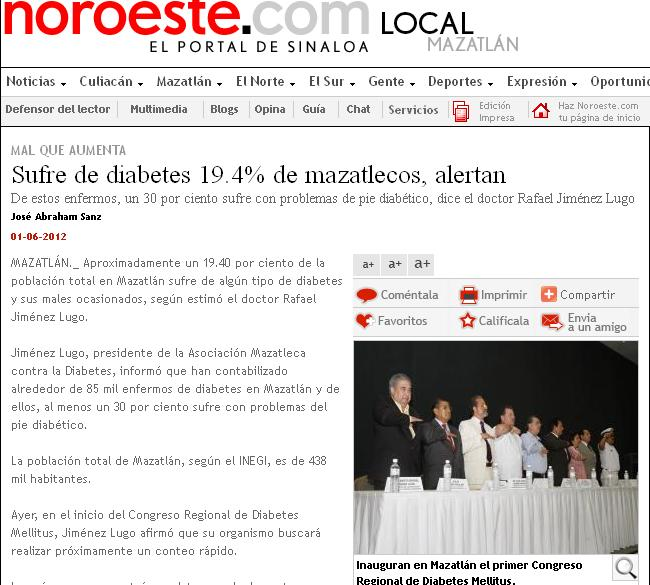 noroeste.com LOCAL
EL PORTAL DE SINALOA MAZATLÁN
Noticias Culiacán Mazatlán El Norte El Sur Gente Deportes Expresión Oportunid
Defensor del lector Multimedia Blogs Opina Guía Chat Servicios
Edición
Impresa
Haz Noroeste.com
tu página de inicio
MAL QUE AUMENTA
Sufre de diabetes 19.4% de mazatlecos, alertan
De estos enfermos, un 30 por ciento sufre con problemas de pie diabético, dice el doctor Rafael Jiménez Lugo
José Abraham Sanz
01-06-2012
MAZATLÁN._ Aproximadamente un 19.40 por ciento de la
población total en Mazatlán sufre de algún tipo de diabetes
y sus males ocasionados, según estimó el doctor Rafael
Jiménez Lugo.
Jiménez Lugo, presidente de la Asociación Mazatleca
contra la Diabetes, informó que han contabilizado
alrededor de 85 mil enfermos de diabetes en Mazatlán y de
ellos, al menos un 30 por ciento sufre con problemas del
pie diabético.
La población total de Mazatlán, según el INEGI, es de 438
mil habitantes.
Ayer, en el inicio del Congreso Regional de Diabetes
Mellitus, Jiménez Lugo afirmó que su organismo buscará
realizar próximamente un conteo rápido.
a+ a+ a+
Coméntala Imprimir Compartir
Favoritos Califícala Envía
a un amigo
Inauguran en Mazatlán el primer Congreso
Regional de Diabetes Mellitus.